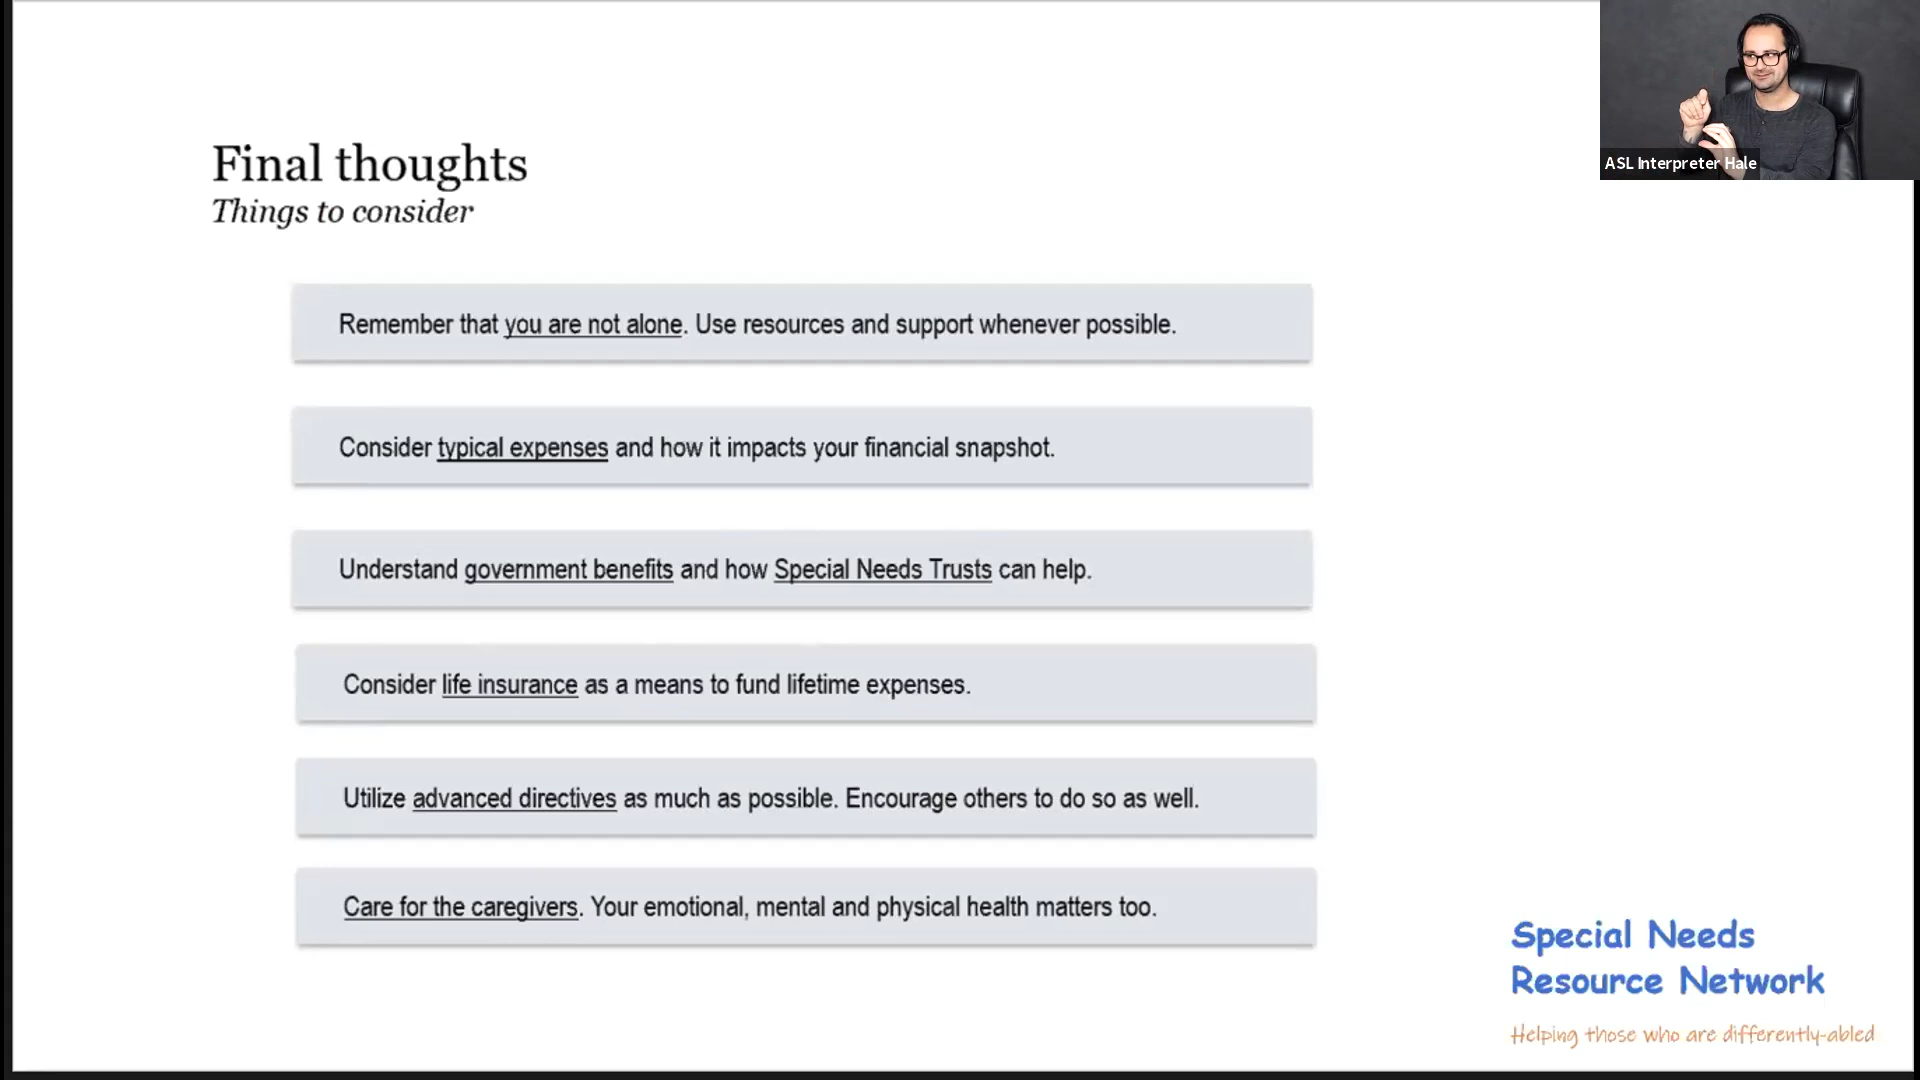 ASL Interpreter Hale
Final thoughts
Things to consider
Remember that you are not alone. Use resources and support whenever possible.
Consider typical expenses and how it impacts your financial snapshot.
Understand government benefits and how Special Needs Trusts can help.
Consider life insurance as a means to fund lifetime expenses.
Utilize advanced directives as much as possible. Encourage others to do so as well.
Care for the caregivers. Your emotional, mental and physical health matters too.
Special Needs
Resource Network
Helping those who are differently-abled